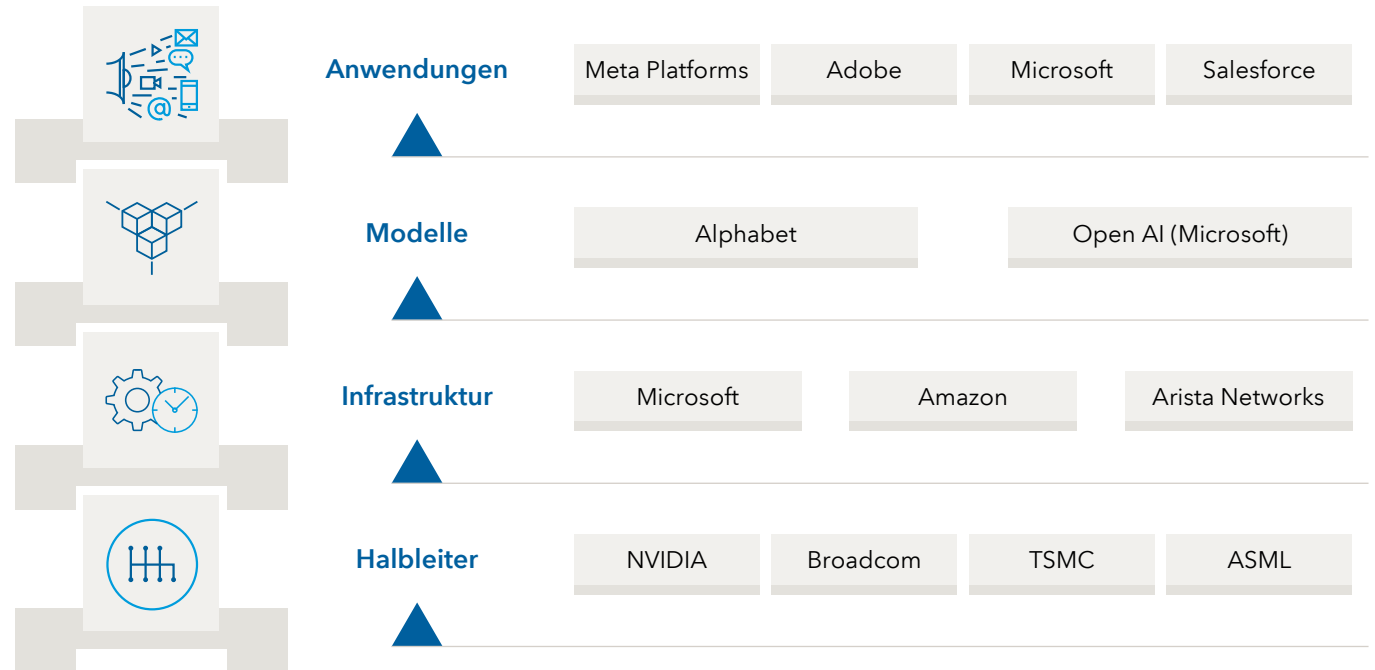 Anwendungen
Meta Platforms
Adobe
Microsoft
Salesforce
Modelle
Alphabet
Open AI (Microsoft)
Infrastruktur
Microsoft
Amazon
Arista Networks
Halbleiter
NVIDIA
Broadcom
TSMC
ASML